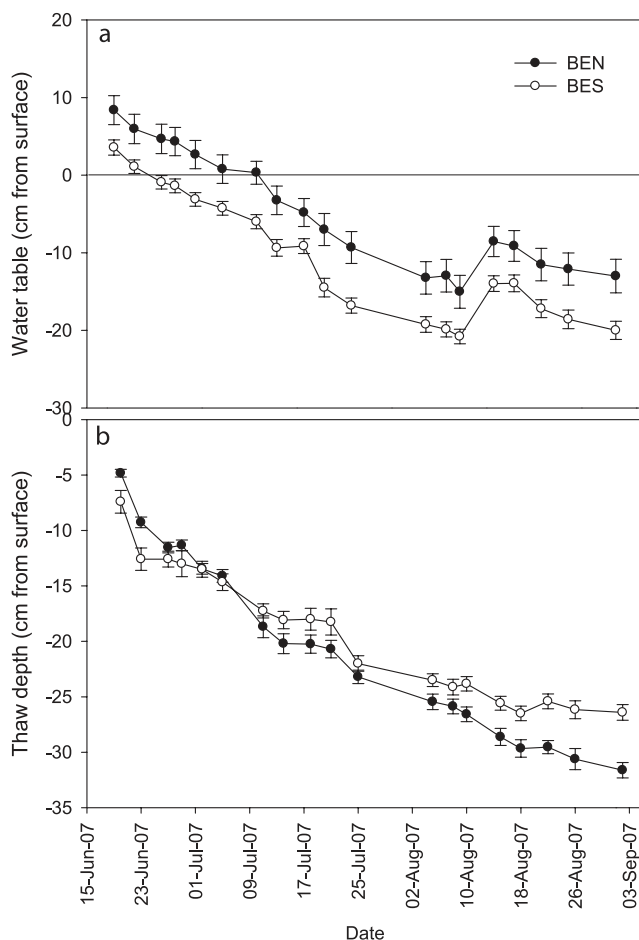 a
BEN
BES
20
10
0
-10
-20
-30
Water table (cm from surface)
b
0
-5
-10
-15
-20
-25
-30
-35
Thaw depth (cm from surface)
15-Jun-07
23-Jun-07
01-Jul-07
09-Jul-07
17-Jul-07
25-Jul-07
02-Aug-07
10-Aug-07
18-Aug-07
26-Aug-07
03-Sep-07
Date